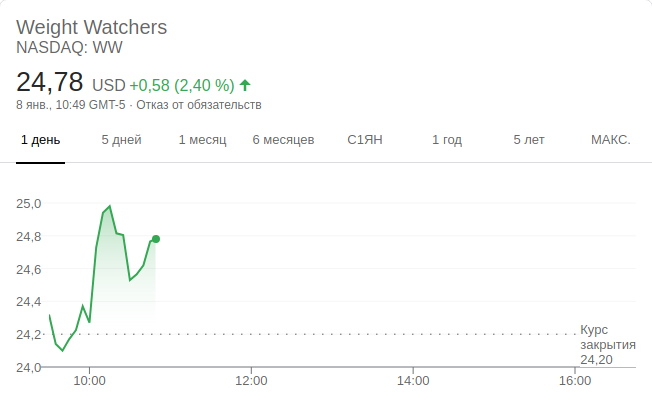 Weight Watchers
NASDAQ: WW
24,78 USD +0,58 (2,40 %)
8 янв., 10:49 GMT-5 · Отказ от обязательств
1 день 5 дней 1 месяц 6 месяцев С1ЯН 1 год 5 лет МАКС.
25,0
24,8
24,6
24,4
24,2
Курс
закрытия
24,20
24,0
10:00 12:00 14:00 16:00